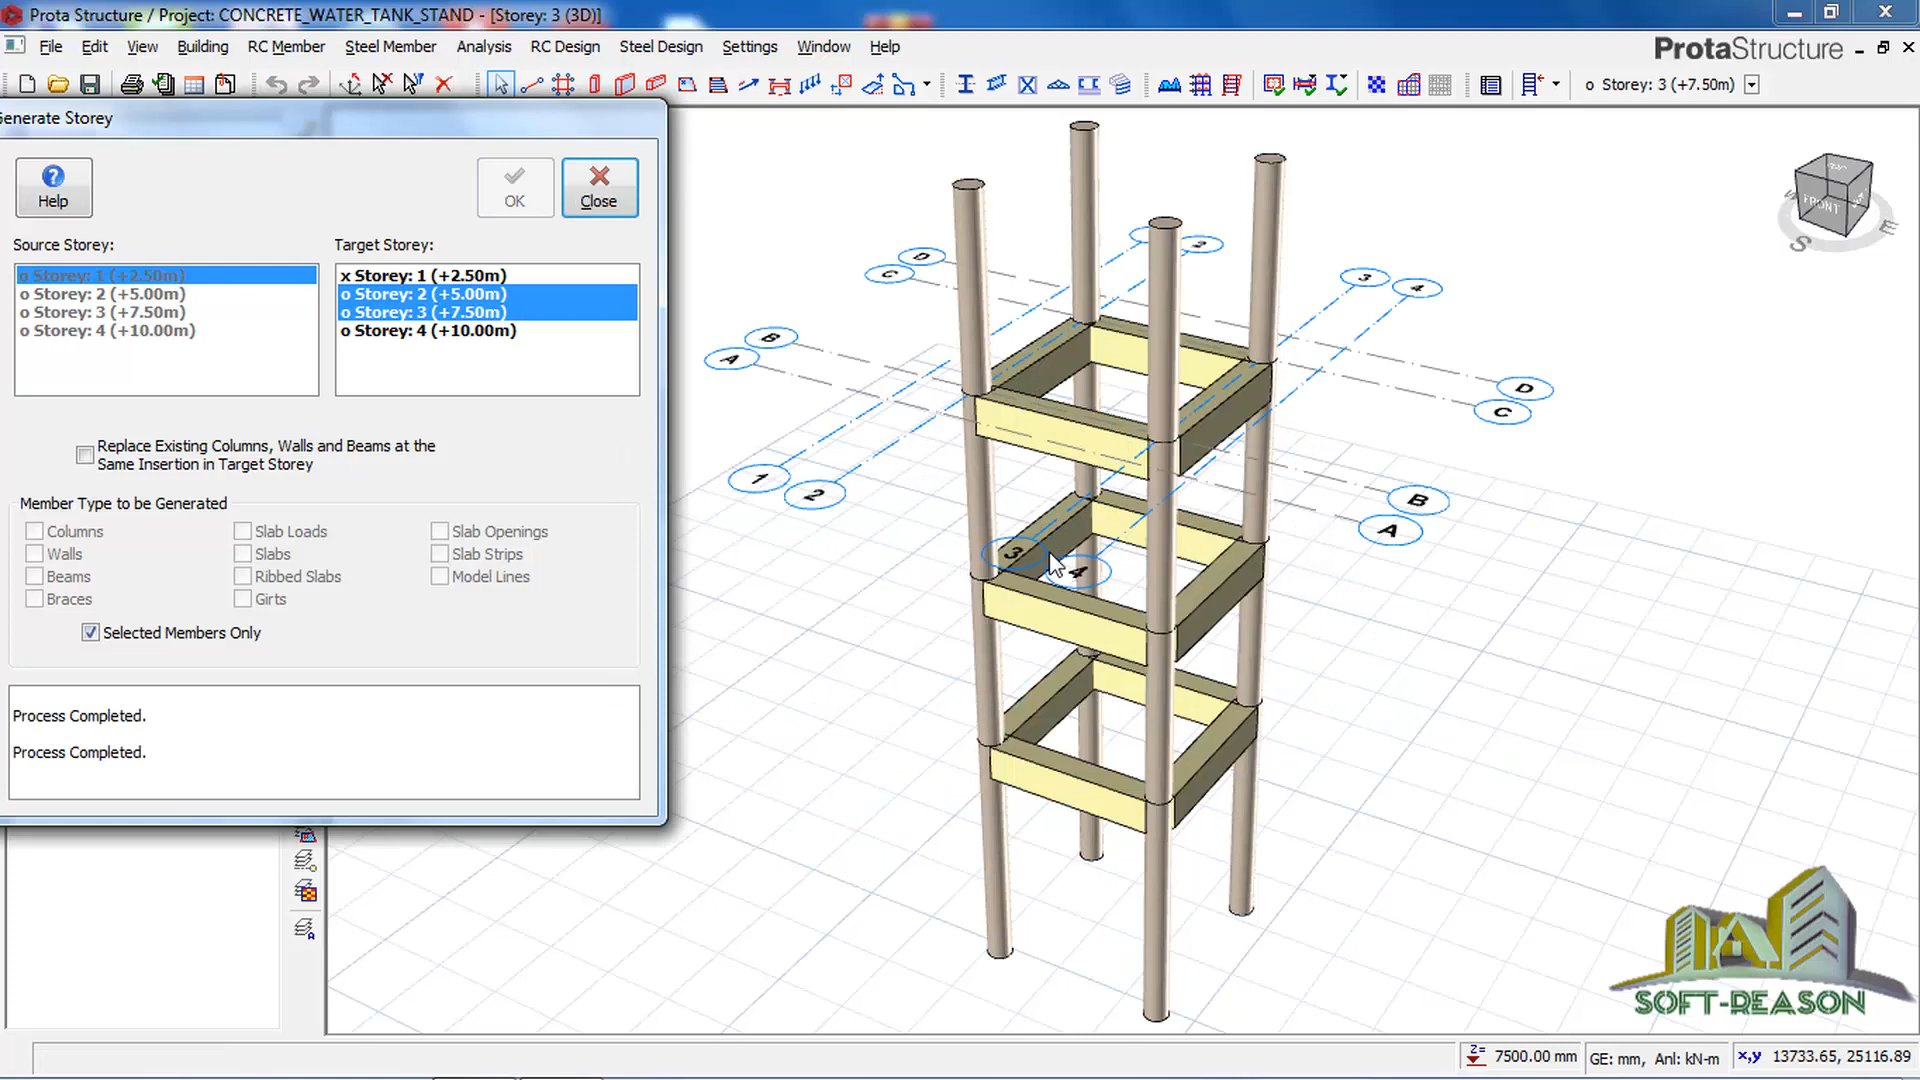 Prota Structure / Project: CONCRETE_WATER_TANK_STAND - [Storey: 3 (3D)]
File Edit View Building RC Member Steel Member Analysis RC Design Steel Design Settings Window Help
ProtaStructure
o Storey: 3 (+7.50m)
Generate Storey
Help
OK
Close
Source Storey:
Target Storey:
o Storey: 1 (+2.50m)
o Storey: 2 (+5.00m)
o Storey: 3 (+7.50m)
o Storey: 4 (+10.00m)
x Storey: 1 (+2.50m)
o Storey: 2 (+5.00m)
o Storey: 3 (+7.50m)
o Storey: 4 (+10.00m)
Replace Existing Columns, Walls and Beams at the
Same Insertion in Target Storey
Member Type to be Generated
Columns
Slab Loads
Slab Openings
Walls
Slabs
Slab Strips
Beams
Ribbed Slabs
Model Lines
Braces
Girts
Selected Members Only
Process Completed.
Process Completed.
FRONT
S
E
2
D
C
3
4
B
A
D
C
1
2
B
A
3
4
SOFT-REASON
Z=
7500.00 mm
GE: mm, Anl: kN-m
x,y
13733.65, 25116.89